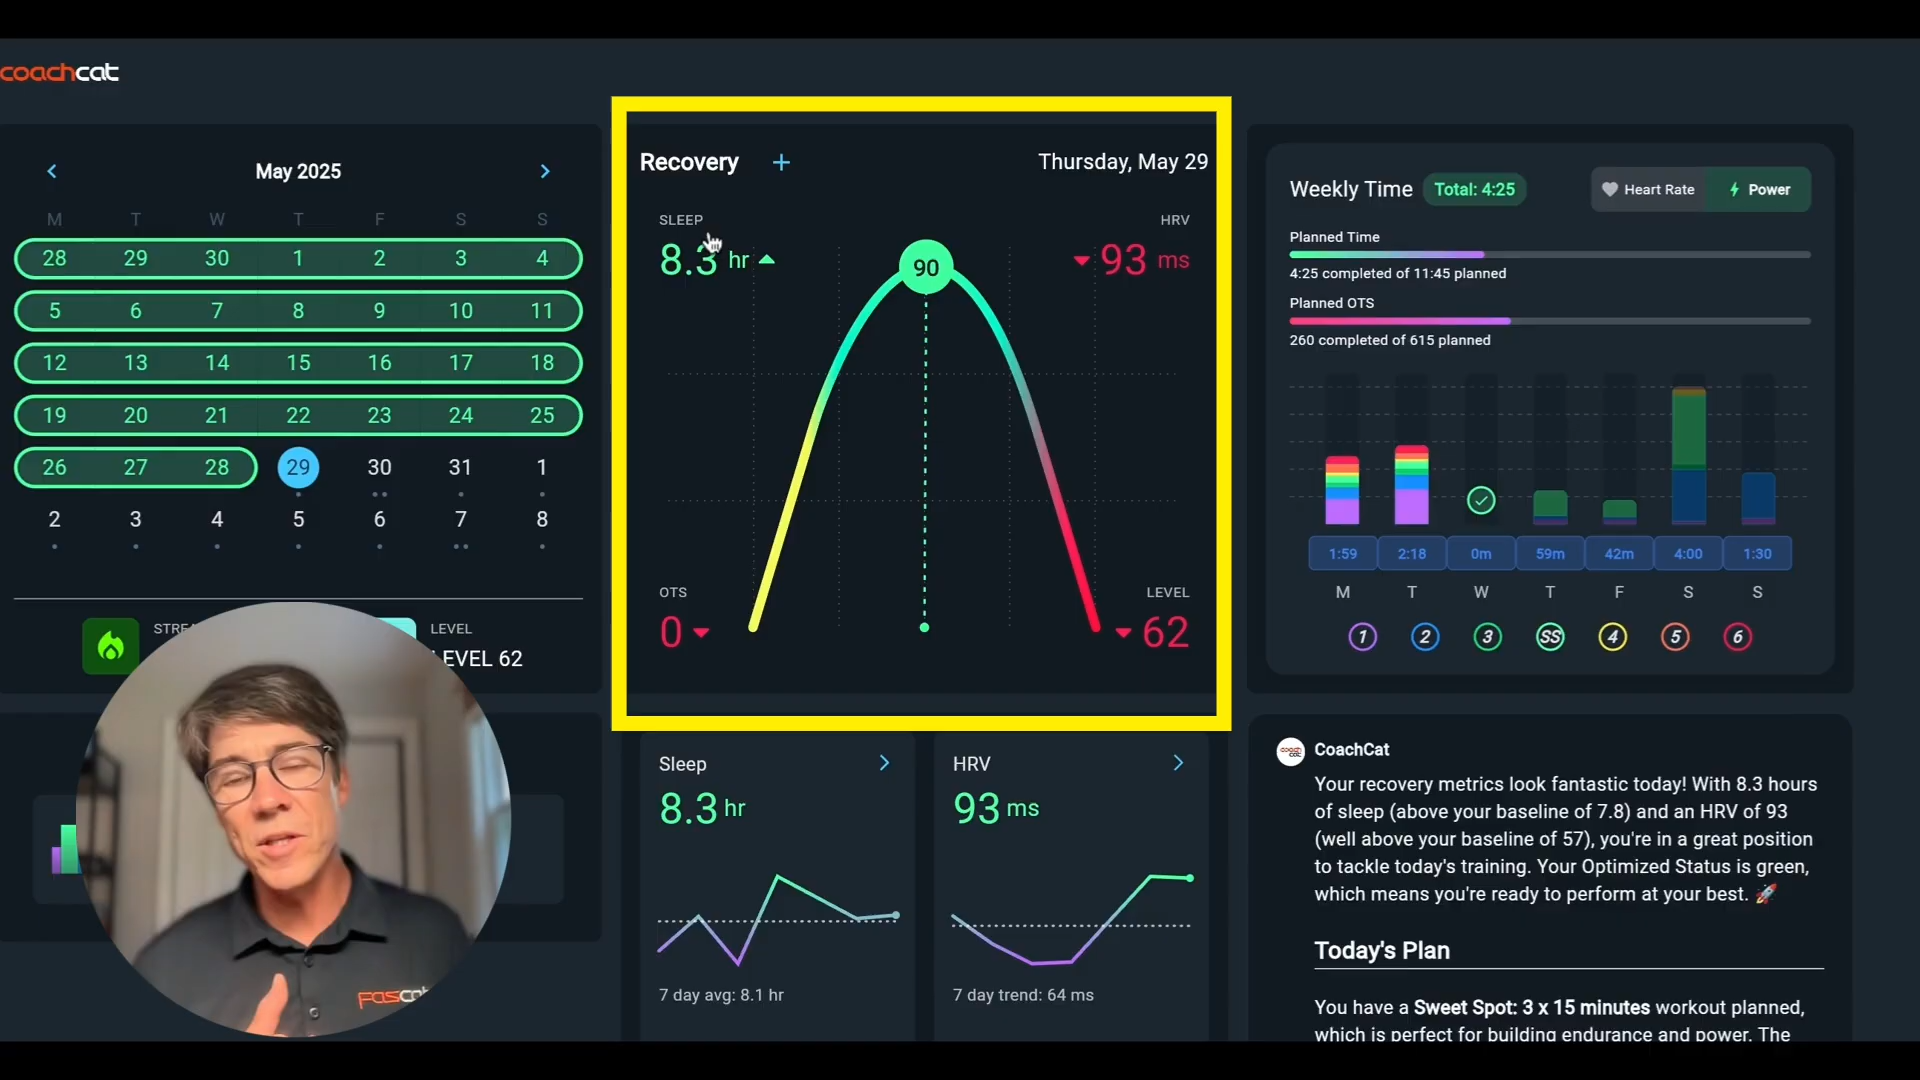 coachcat
May 2025
M T W T F S S
28 29 30 1 2 3 4
5 6 7 8 9 10 11
12 13 14 15 16 17 18
19 20 21 22 23 24 25
26 27 28 29 30 31 1
2 3 4 5 6 7 8
LEVEL
LEVEL 62
Recovery +
Thursday, May 29
SLEEP
8.3 hr
HRV
93 ms
90
OTS
0
LEVEL
62
Weekly Time Total: 4:25
Heart Rate Power
Planned Time
4:25 completed of 11:45 planned
Planned OTS
260 completed of 615 planned
1:59 2:18 0m 59m 42m 4:00 1:30
M T W T F S S
1 2 3 SS 4 5 6
Sleep
8.3 hr
7 day avg: 8.1 hr
HRV
93 ms
7 day trend: 64 ms
CoachCat
Your recovery metrics look fantastic today! With 8.3 hours
of sleep (above your baseline of 7.8) and an HRV of 93
(well above your baseline of 57), you're in a great position
to tackle today's training. Your Optimized Status is green,
which means you're ready to perform at your best. 🚀
Today's Plan
You have a Sweet Spot: 3 x 15 minutes workout planned,
which is perfect for building endurance and power. The